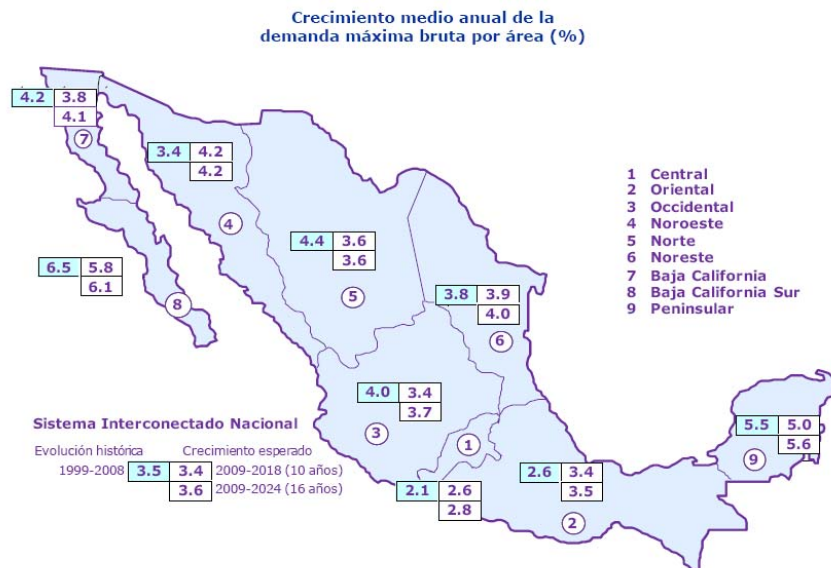 Crecimiento medio anual de la
demanda máxima bruta por área (%)
4.2 3.8
4.1
7
3.4 4.2
4.2
4
1 Central
2 Oriental
3 Occidental
4 Noroeste
5 Norte
6 Noreste
7 Baja California
8 Baja California Sur
9 Peninsular
4.4 3.6
3.6
5
6.5 5.8
6.1
8
3.8 3.9
4.0
6
4.0 3.4
3.7
3
1
5.5 5.0
5.6
9
Sistema Interconectado Nacional
Evolución histórica Crecimiento esperado
1999-2008 3.5 3.4 2009-2018 (10 años)
3.6 2009-2024 (16 años)
2.1 2.6
2.8
2.6 3.4
3.5
2